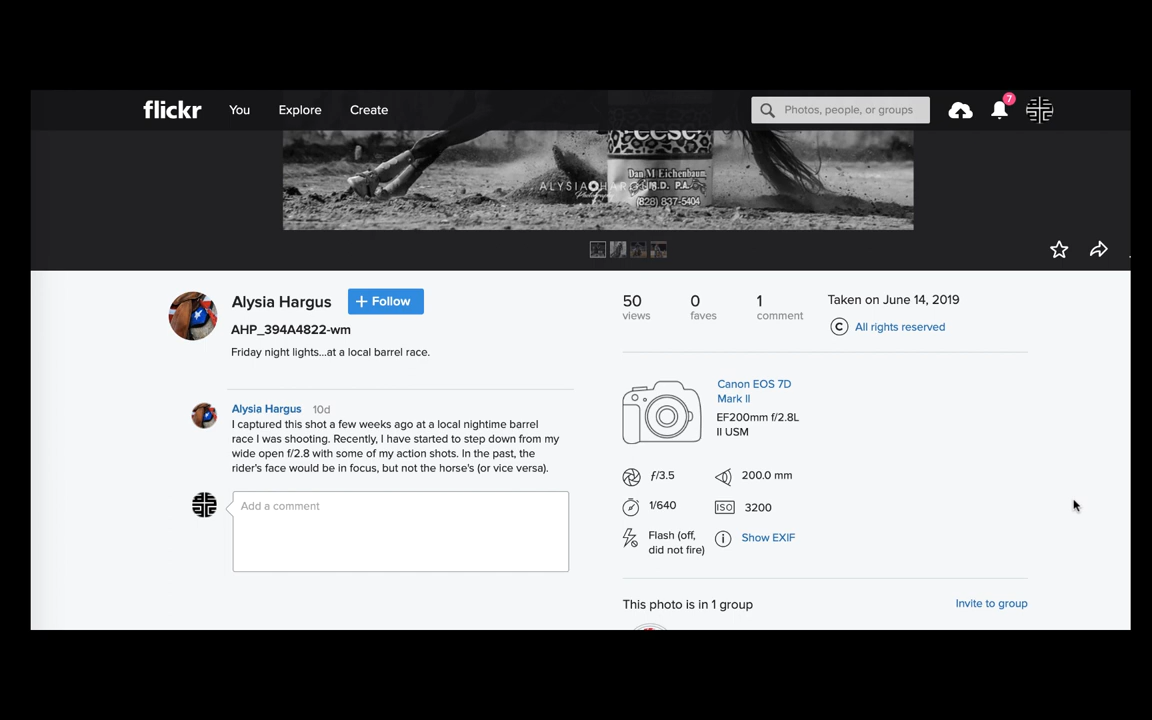 flickr You Explore Create Photos, people, or groups 7
Dan M Eichenbaum
ALYSIA HARGUS M.D. P.A.
Photography
(828) 837-5404
Alysia Hargus + Follow
AHP_394A4822-wm
Friday night lights...at a local barrel race.
Alysia Hargus 10d
I captured this shot a few weeks ago at a local nightime barrel
race I was shooting. Recently, I have started to step down from my
wide open f/2.8 with some of my action shots. In the past, the
rider's face would be in focus, but not the horse's (or vice versa).
Add a comment
50 0 1 Taken on June 14, 2019
views faves comment
C All rights reserved
Canon EOS 7D
Mark II
EF200mm f/2.8L
II USM
ƒ/3.5 200.0 mm
1/640 ISO 3200
Flash (off,
did not fire) i Show EXIF
This photo is in 1 group Invite to group